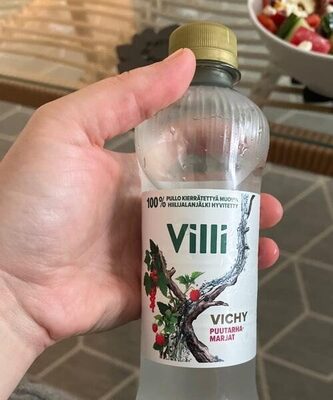 100% PULLO KIERRÄTETTYÄ MUOVIA
HIILIJALANJÄLKI HYVITETTY
Villi
VICHY
PUUTARHA-
MARJAT